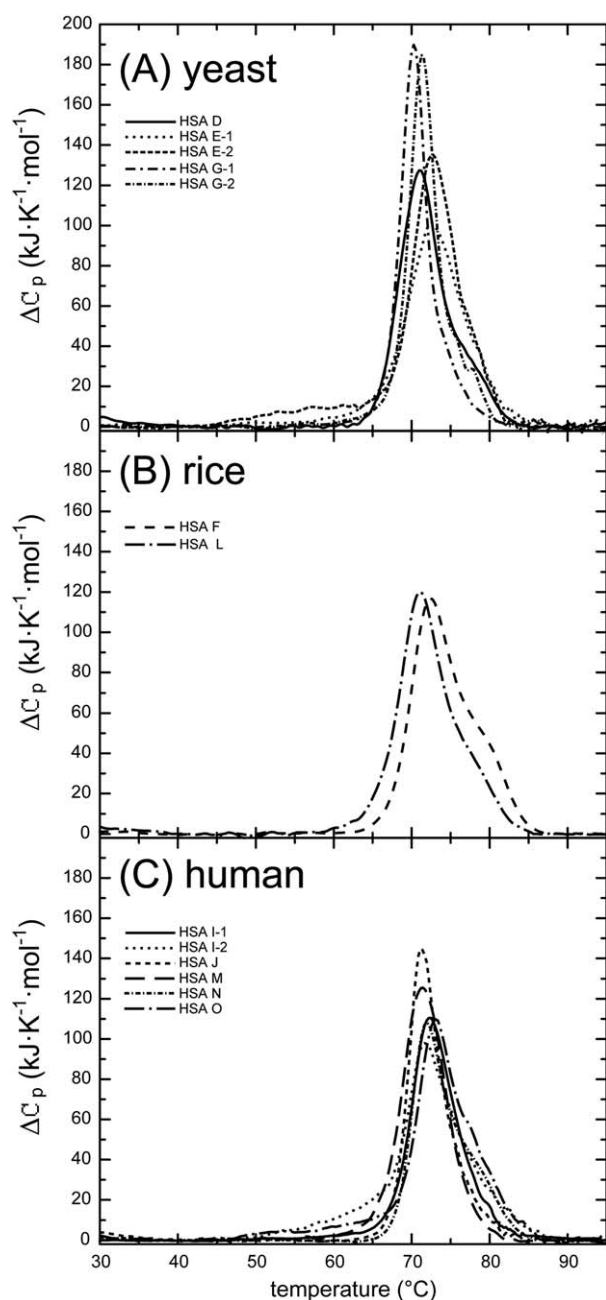 (A) yeast
HSA D
HSA E-1
HSA E-2
HSA G-1
HSA G-2
200
180
160
140
120
100
80
60
40
20
0
ΔCp (kJ·K⁻¹·mol⁻¹)
(B) rice
HSA F
HSA L
180
160
140
120
100
80
60
40
20
0
ΔCp (kJ·K⁻¹·mol⁻¹)
(C) human
HSA I-1
HSA I-2
HSA J
HSA M
HSA N
HSA O
180
160
140
120
100
80
60
40
20
0
ΔCp (kJ·K⁻¹·mol⁻¹)
30 40 50 60 70 80 90
temperature (°C)